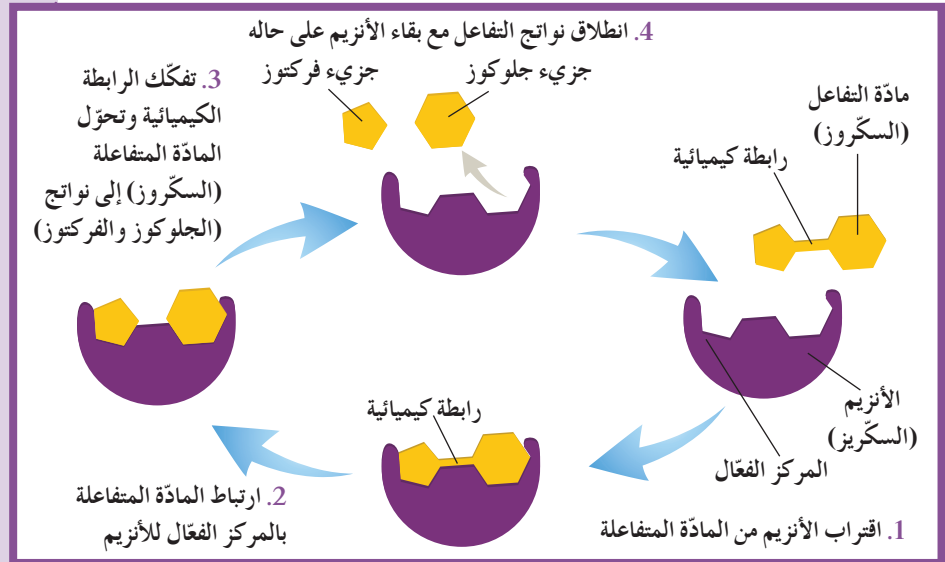 4. انطلاق نواتج التفاعل مع بقاء الأنزيم على حاله
جزيء جلوكوز
جزيء فركتوز
مادّة التفاعل
(السكّروز)
رابطة كيميائية
3. تفكّك الرابطة
الكيميائية وتحوّل
المادّة المتفاعلة
(السكّروز) إلى نواتج
(الجلوكوز والفركتوز)
الأنزيم
(السكّريز)
المركز الفعّال
رابطة كيميائية
1. اقتراب الأنزيم من المادّة المتفاعلة
2. ارتباط المادّة المتفاعلة
بالمركز الفعّال للأنزيم